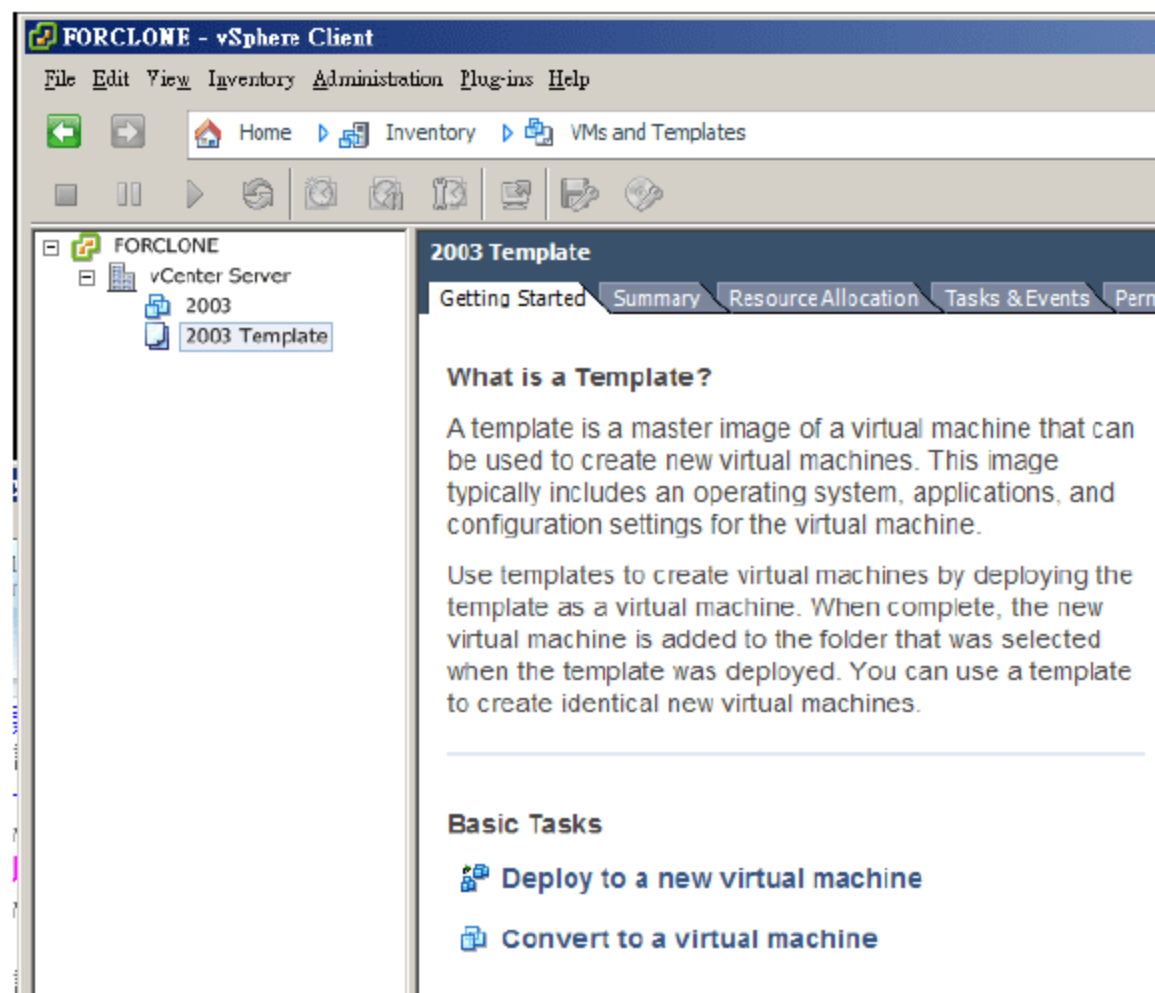 FORCLONE - vSphere Client
File Edit View Inventory Administration Plug-ins Help
Home Inventory VMs and Templates
FORCLONE
vCenter Server
2003
2003 Template
2003 Template
Getting Started Summary Resource Allocation Tasks & Events
What is a Template?
A template is a master image of a virtual machine that can
be used to create new virtual machines. This image
typically includes an operating system, applications, and
configuration settings for the virtual machine.
Use templates to create virtual machines by deploying the
template as a virtual machine. When complete, the new
virtual machine is added to the folder that was selected
when the template was deployed. You can use a template
to create identical new virtual machines.
Basic Tasks
Deploy to a new virtual machine
Convert to a virtual machine